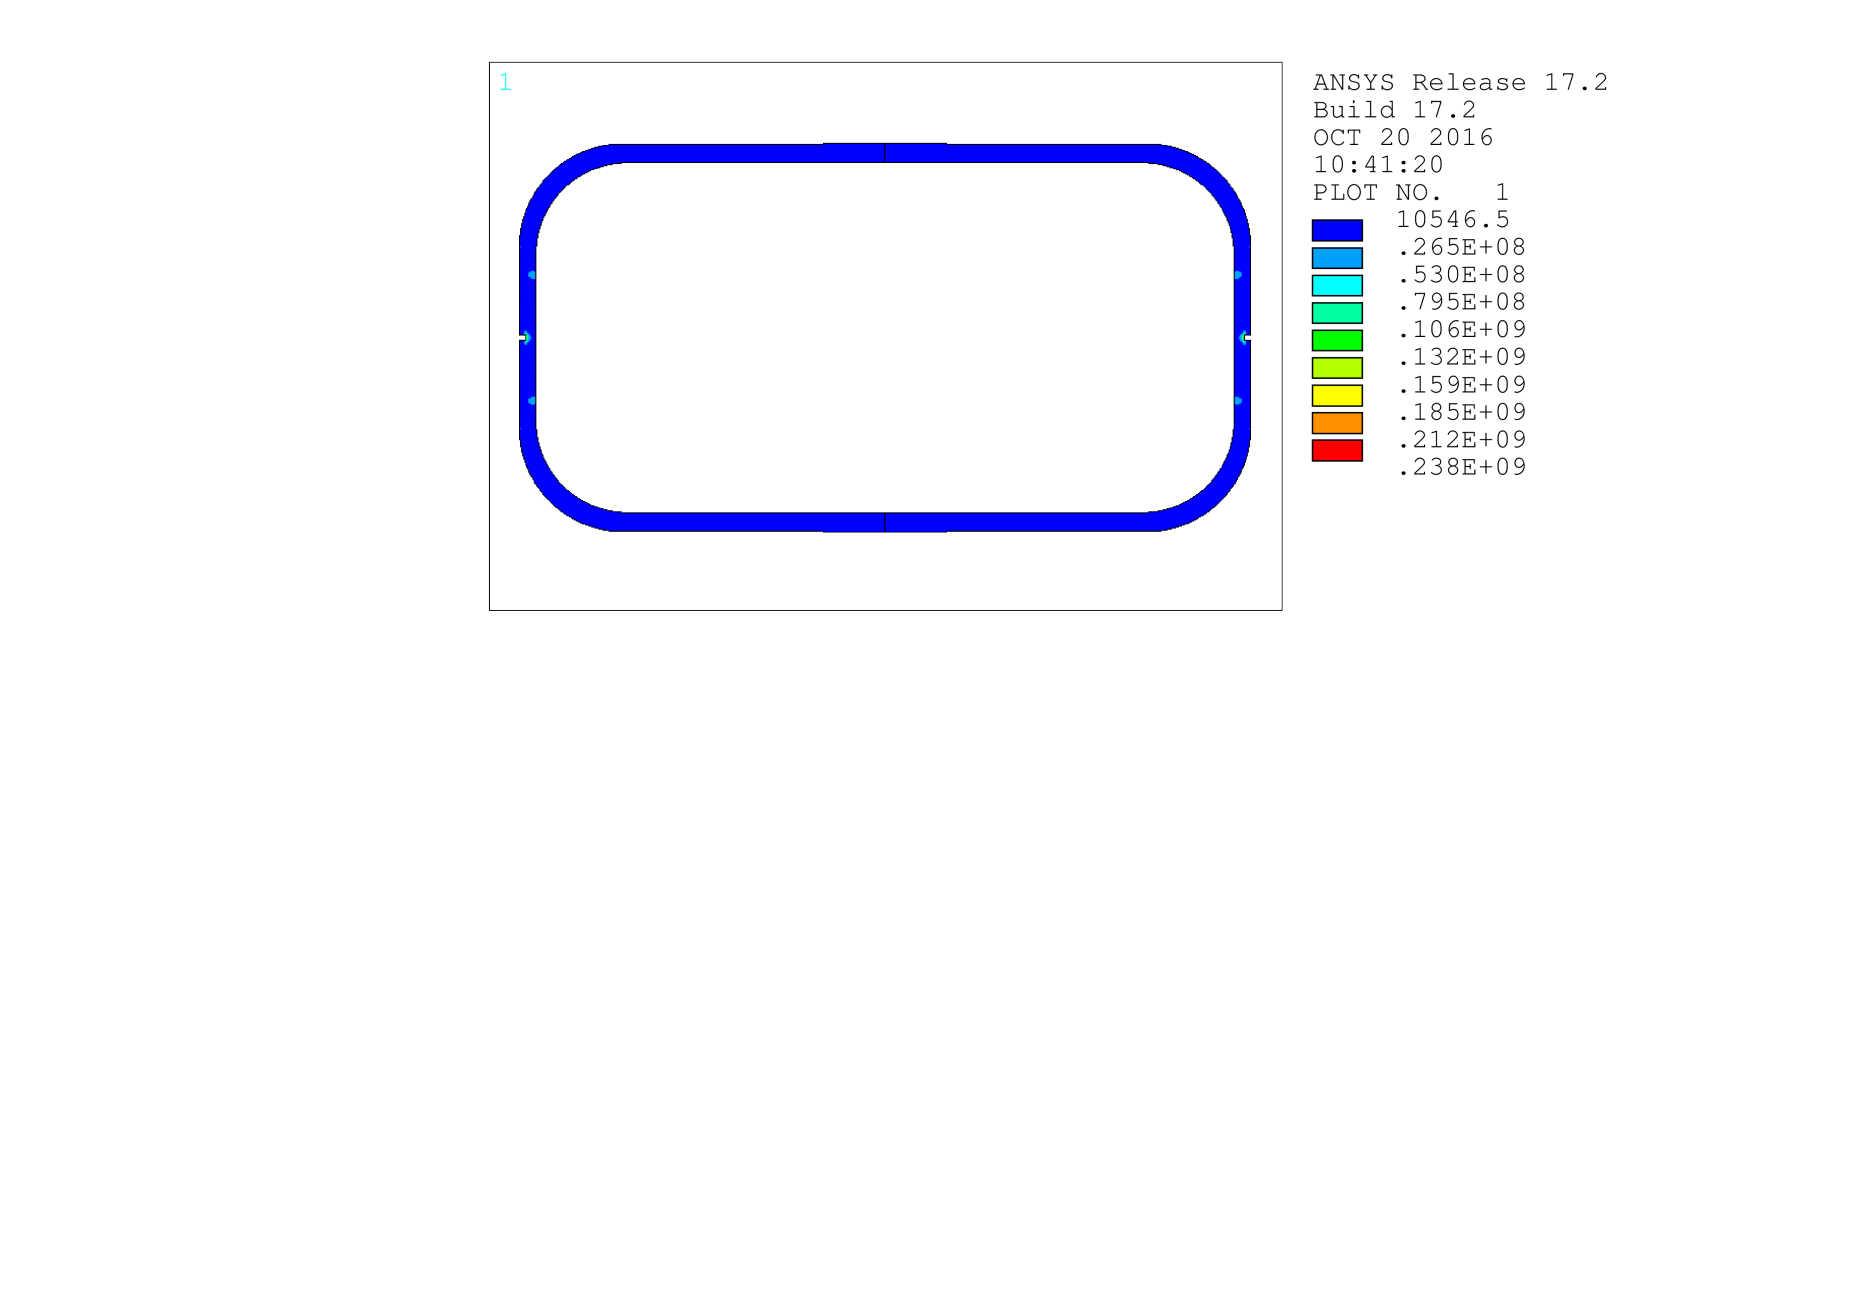 1
ANSYS Release 17.2
Build 17.2
OCT 20 2016
10:41:20
PLOT NO.   1
10546.5
.265E+08
.530E+08
.795E+08
.106E+09
.132E+09
.159E+09
.185E+09
.212E+09
.238E+09